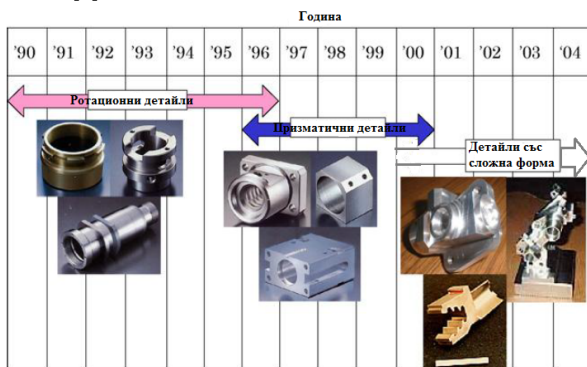 Година
'90 '91 '92 '93 '94 '95 '96 '97 '98 '99 '00 '01 '02 '03 '04
Ротационни детайли
Призматични детайли
Детайли със
сложна форма